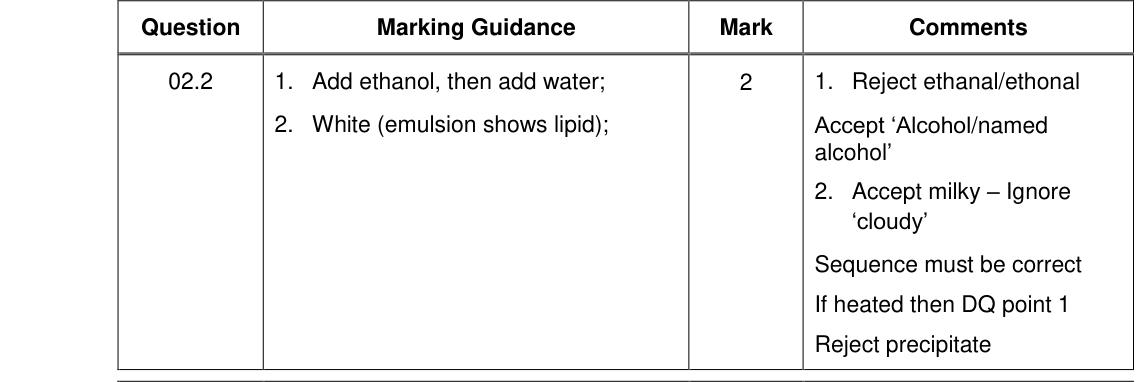 Question Marking Guidance Mark Comments
02.2 1. Add ethanol, then add water; 2 1. Reject ethanal/ethonal
2. White (emulsion shows lipid); Accept ‘Alcohol/named
alcohol’
2. Accept milky – Ignore
‘cloudy’
Sequence must be correct
If heated then DQ point 1
Reject precipitate